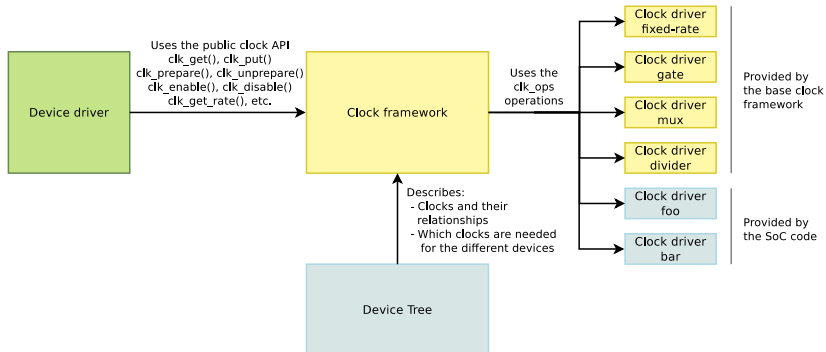 Device driver
Uses the public clock API
clk_get(), clk_put()
clk_prepare(), clk_unprepare()
clk_enable(), clk_disable()
clk_get_rate(), etc.
Clock framework
Uses the
clk_ops
operations
Clock driver
fixed-rate
Clock driver
gate
Clock driver
mux
Clock driver
divider
Clock driver
foo
Clock driver
bar
Provided by
the base clock
framework
Provided by
the SoC code
Describes:
- Clocks and their
relationships
- Which clocks are needed
for the different devices
Device Tree